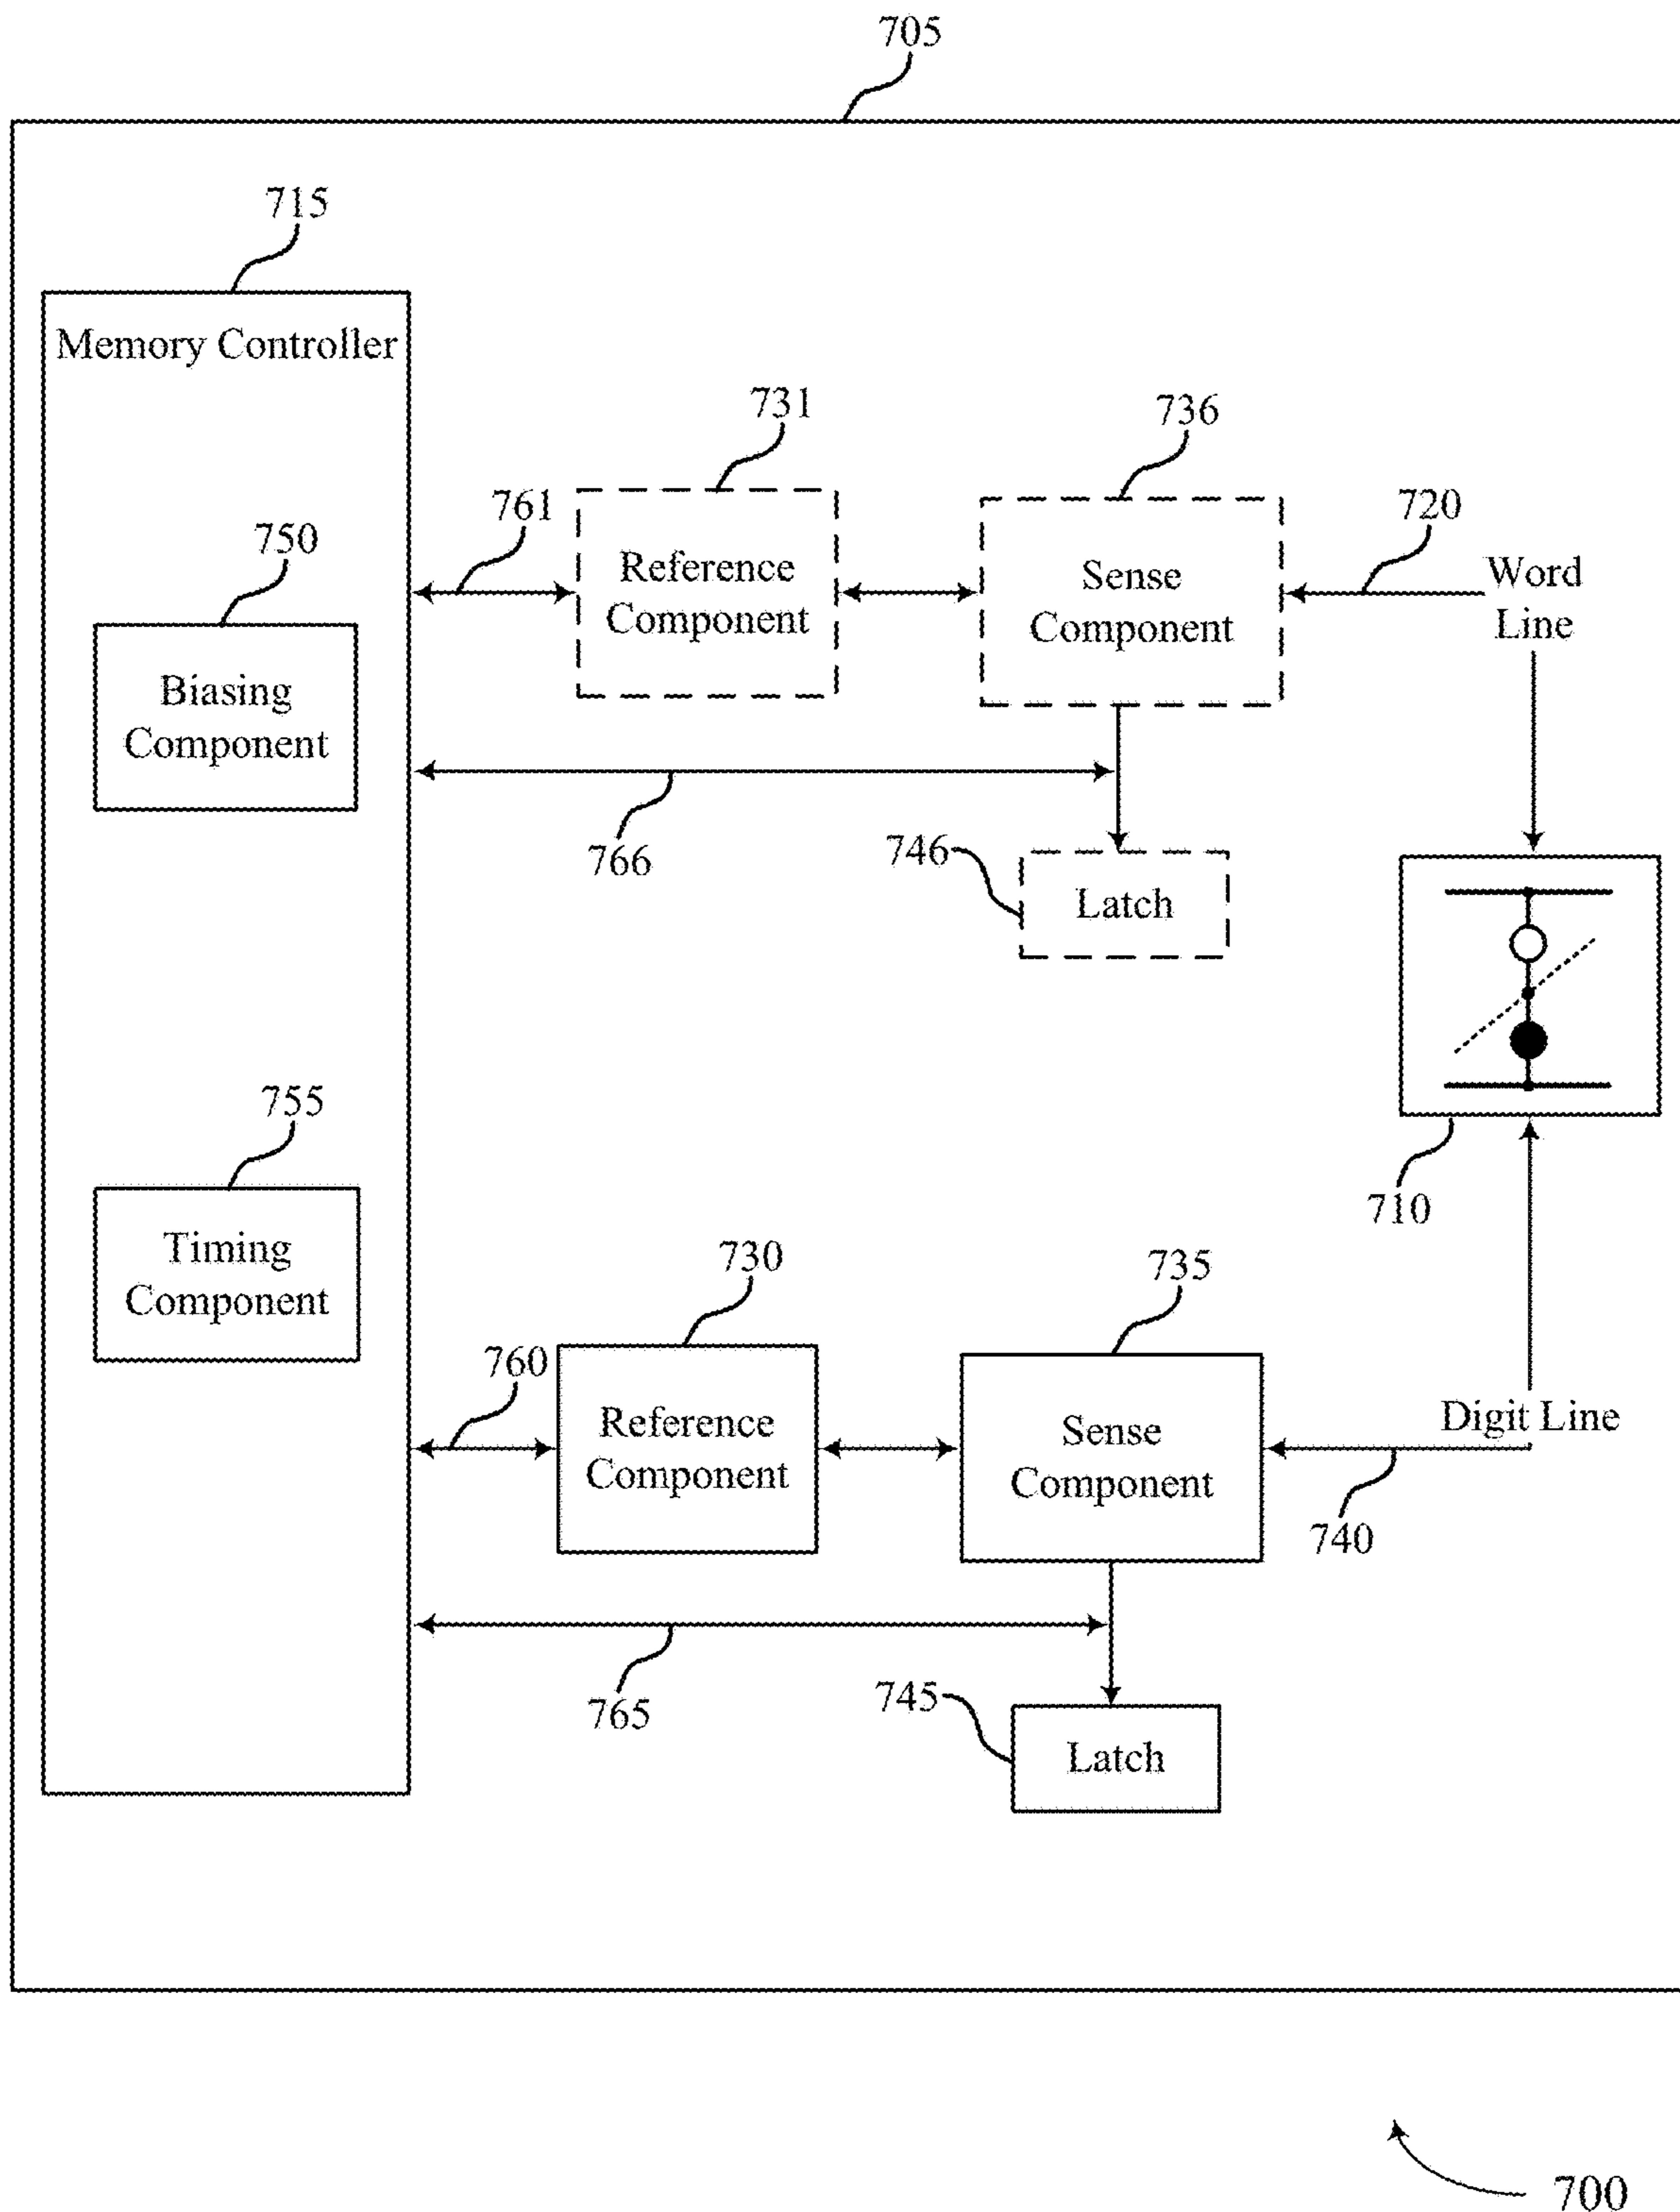 705
715
Memory Controller
731
736
761
720
750
Reference
Component
Sense
Component
Word
Line
Biasing
Component
766
746
Latch
755
710
Timing
Component
730
735
760
Reference
Component
Sense
Component
Digit Line
740
765
745
Latch
700